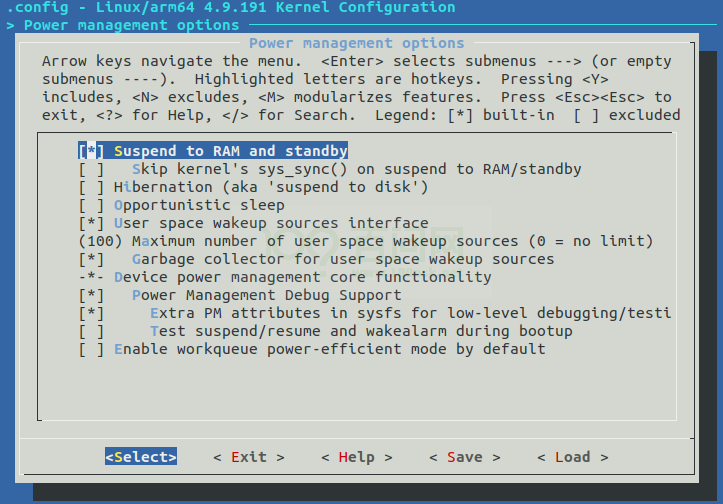 .config - Linux/arm64 4.9.191 Kernel Configuration
> Power management options
Power management options
Arrow keys navigate the menu.  <Enter> selects submenus ---> (or empty
submenus ----).  Highlighted letters are hotkeys.  Pressing <Y>
includes, <N> excludes, <M> modularizes features.  Press <Esc><Esc> to
exit, <?> for Help, </> for Search.  Legend: [*] built-in  [ ] excluded
[*] Suspend to RAM and standby
[ ]   Skip kernel's sys_sync() on suspend to RAM/standby
[ ] Hibernation (aka 'suspend to disk')
[ ] Opportunistic sleep
[*] User space wakeup sources interface
(100) Maximum number of user space wakeup sources (0 = no limit)
[*]   Garbage collector for user space wakeup sources
-*- Device power management core functionality
[*]   Power Management Debug Support
[*]     Extra PM attributes in sysfs for low-level debugging/testi
[ ]     Test suspend/resume and wakealarm during bootup
[ ] Enable workqueue power-efficient mode by default
<Select>    < Exit >    < Help >    < Save >    < Load >